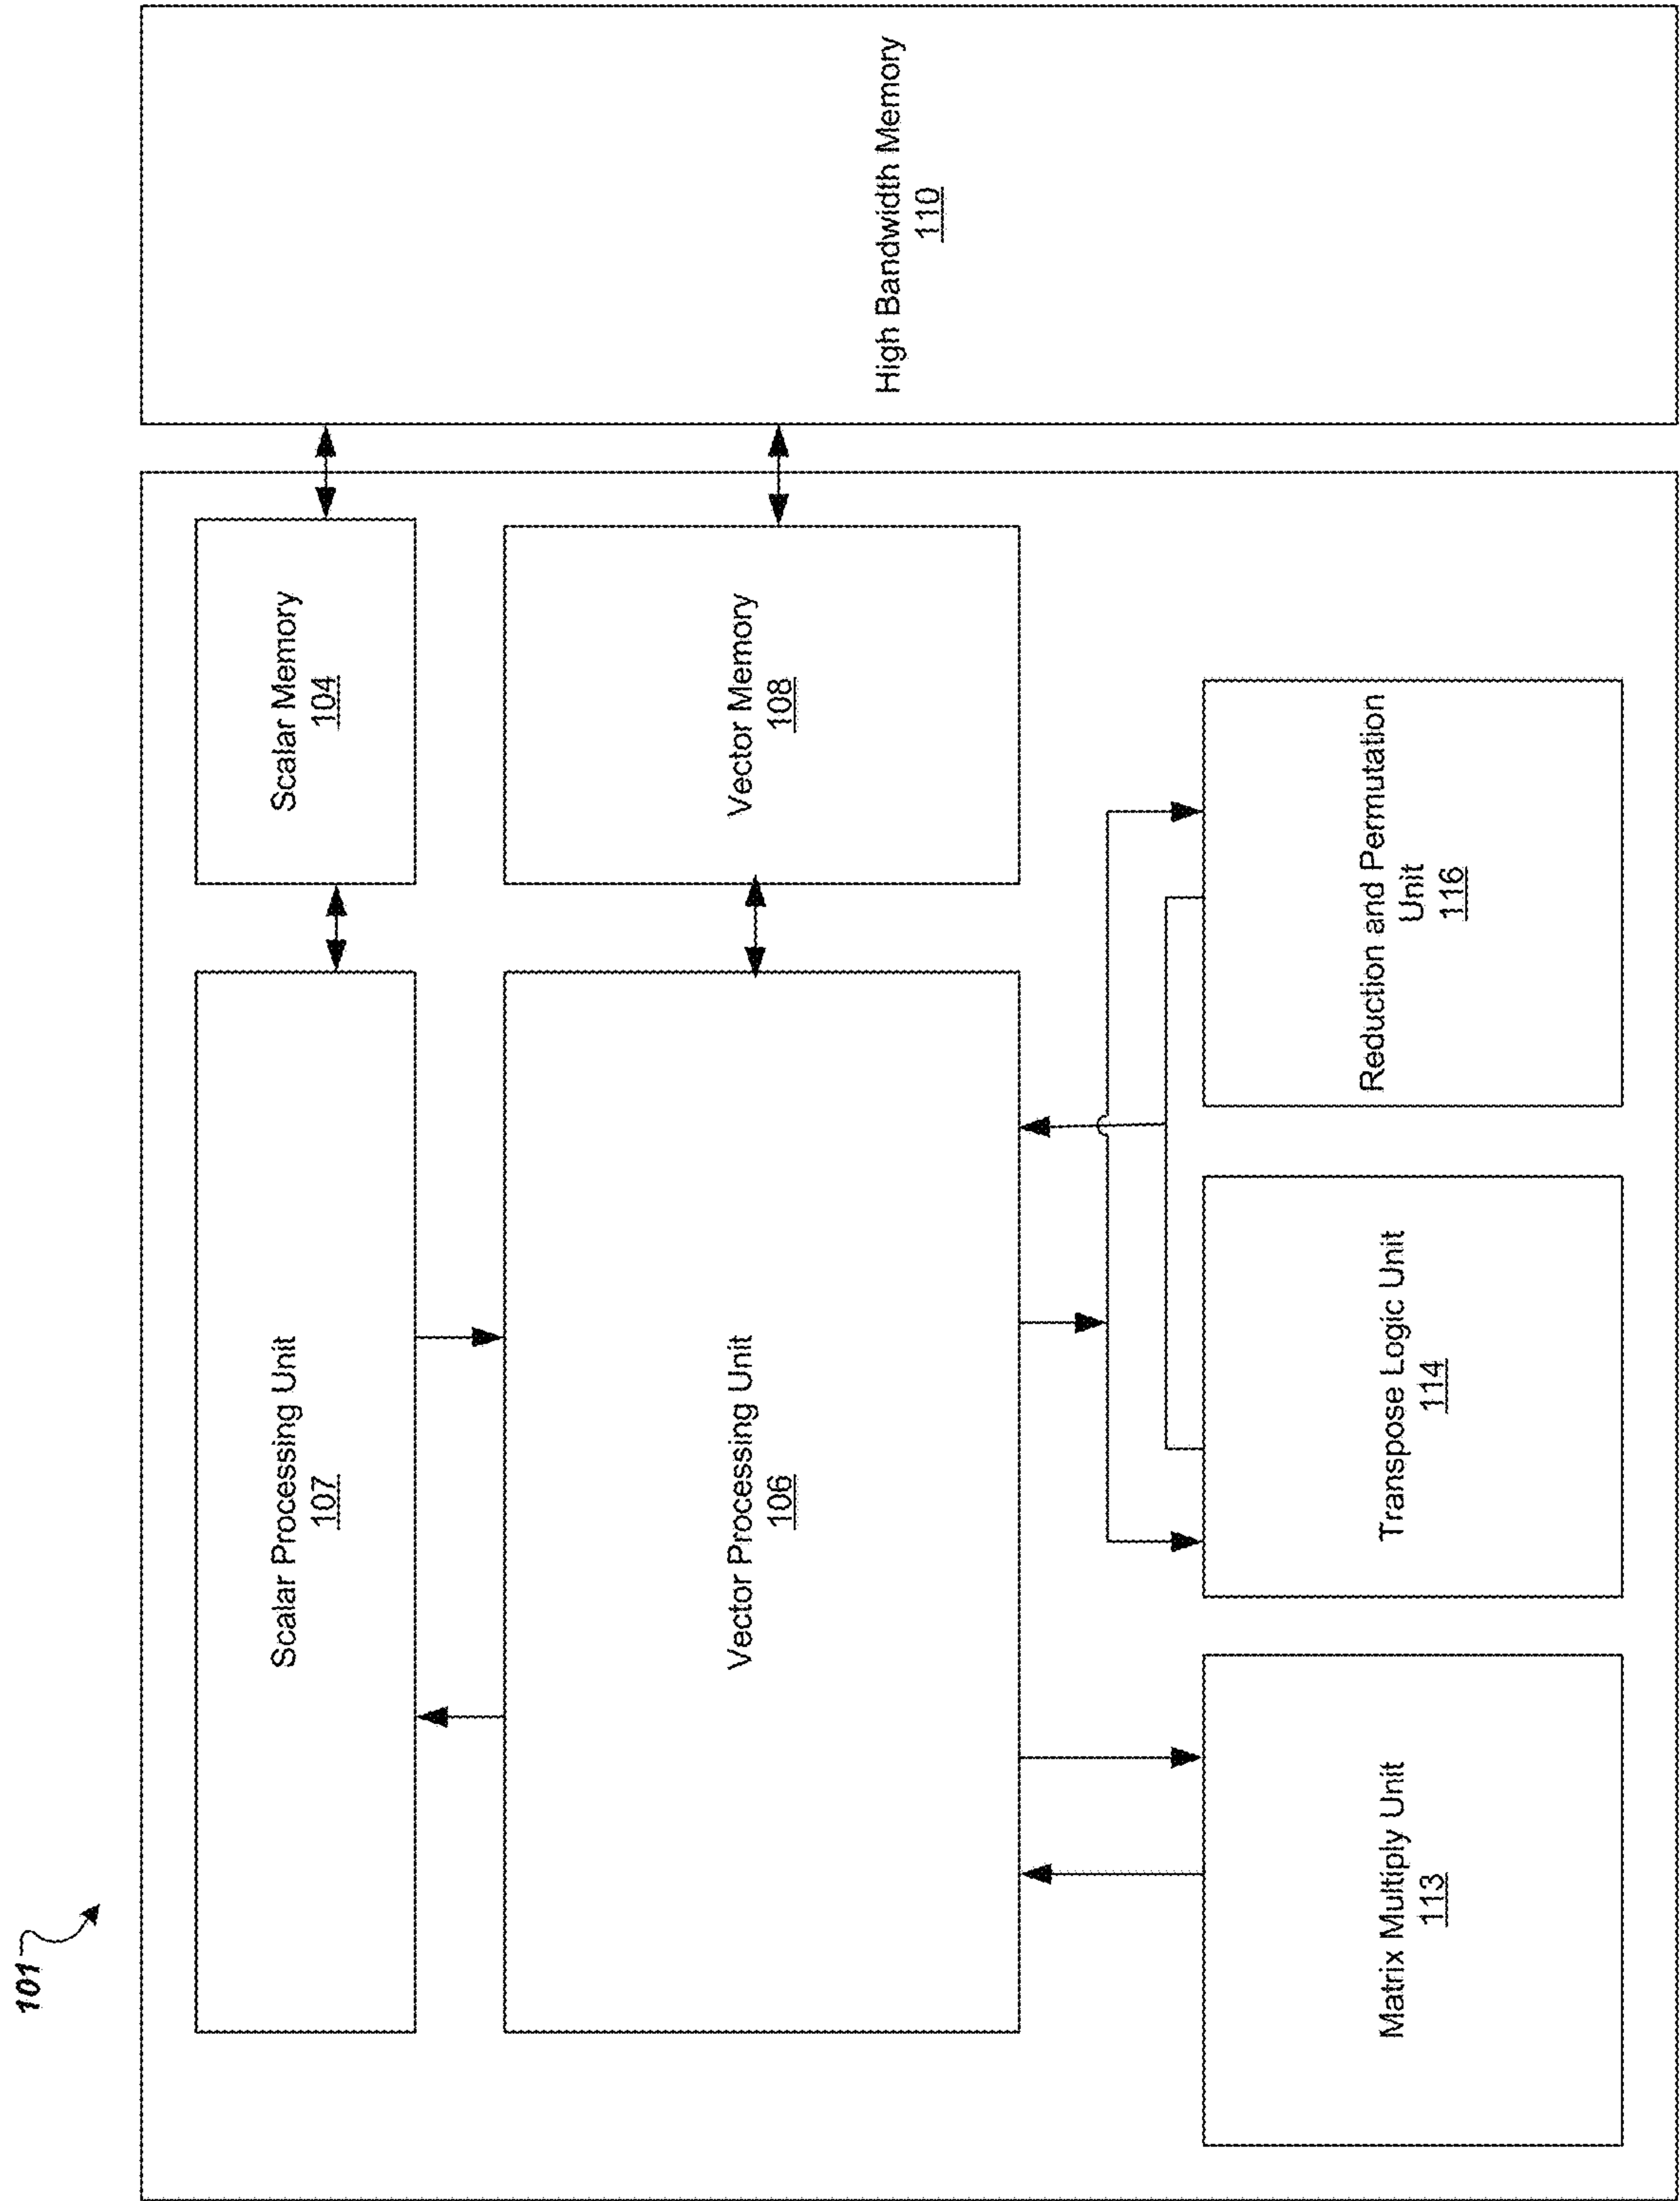 101
Scalar Processing Unit
107
Scalar Memory
104
Vector Processing Unit
106
Vector Memory
108
High Bandwidth Memory
110
Matrix Multiply Unit
113
Transpose Logic Unit
114
Reduction and Permutation
Unit
116